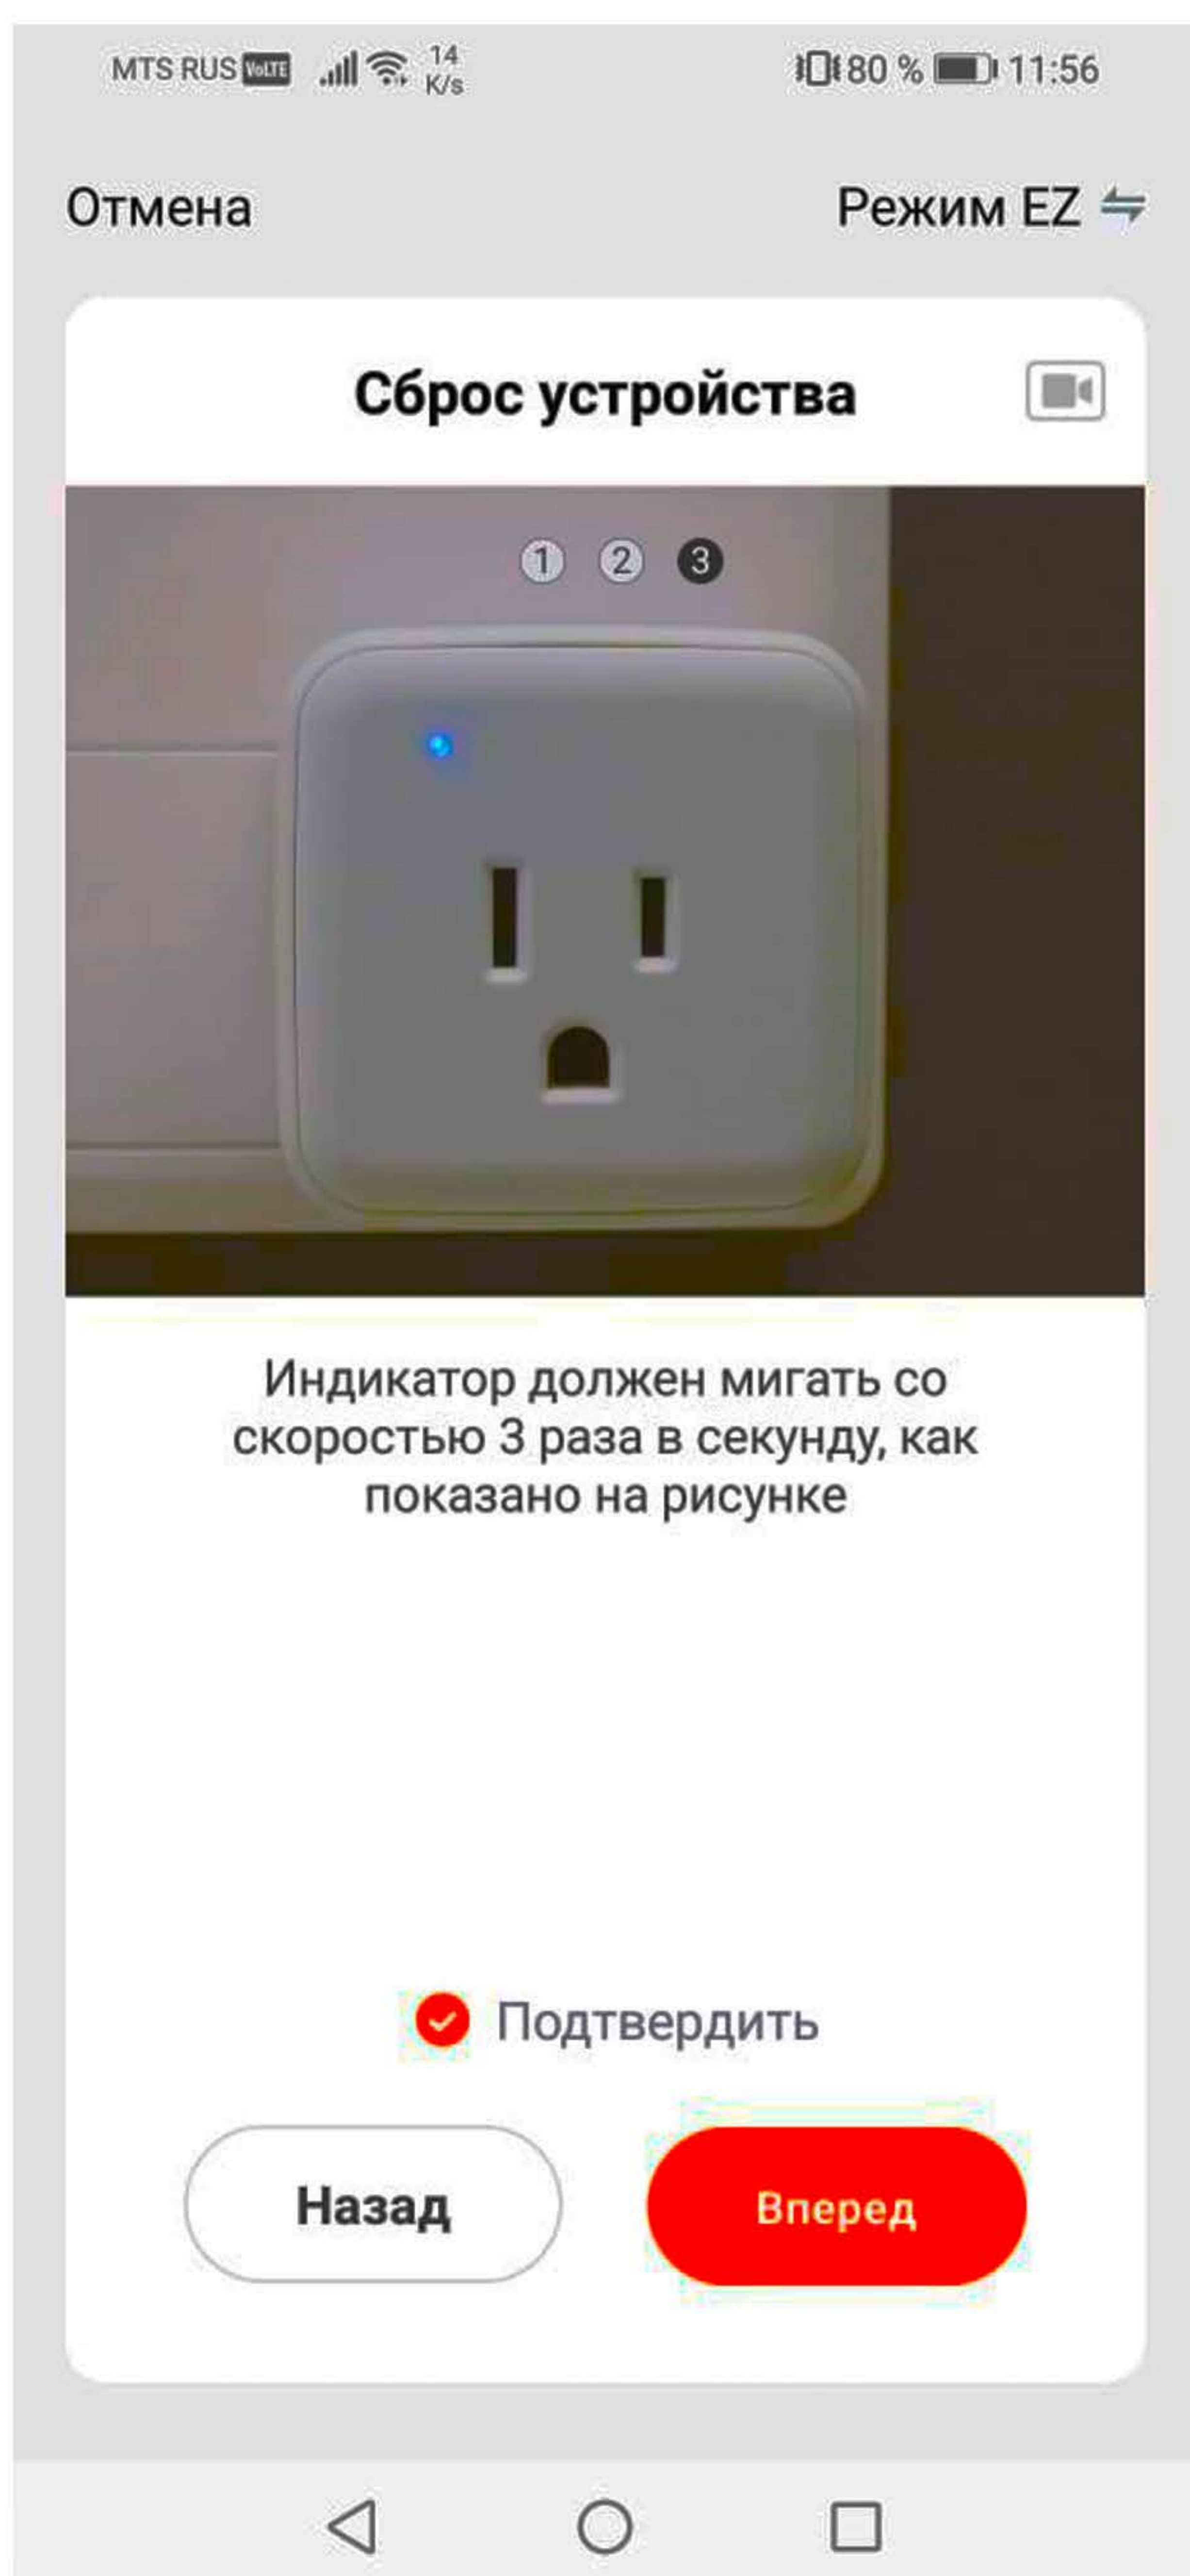 MTS RUS VoLTE 14 K/s 80 % 11:56
Отмена Режим EZ
Сброс устройства
1 2 3
Индикатор должен мигать со
скоростью 3 раза в секунду, как
показано на рисунке
Подтвердить
Назад Вперед